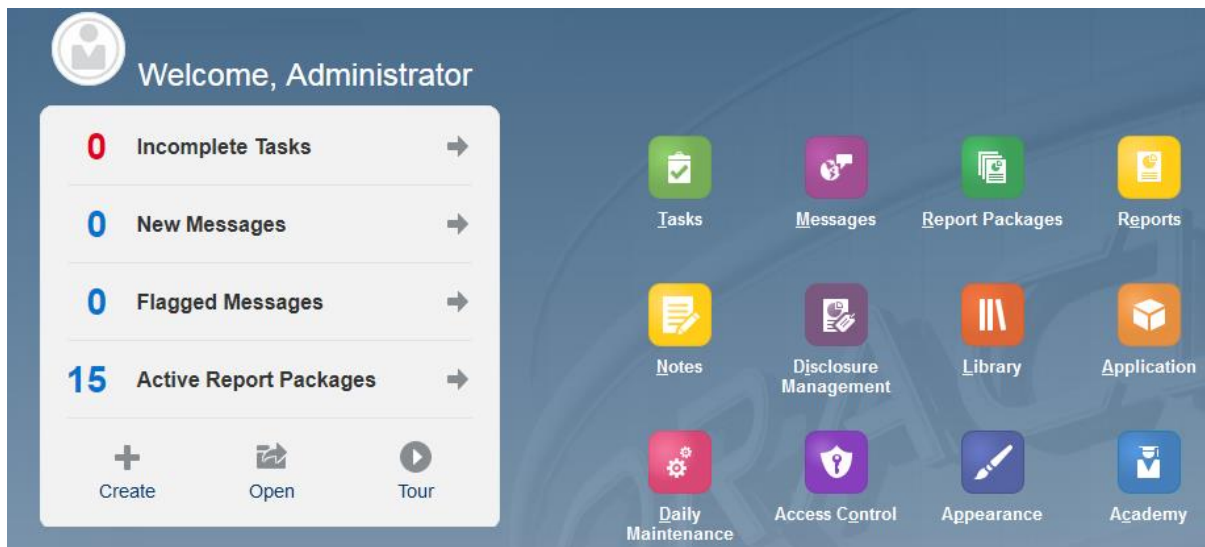 Welcome, Administrator
0 Incomplete Tasks
0 New Messages
0 Flagged Messages
15 Active Report Packages
Create Open Tour
Tasks Messages Report Packages Reports
Notes Disclosure Library Application
Management
Daily Access Control Appearance Academy
Maintenance
ORAC